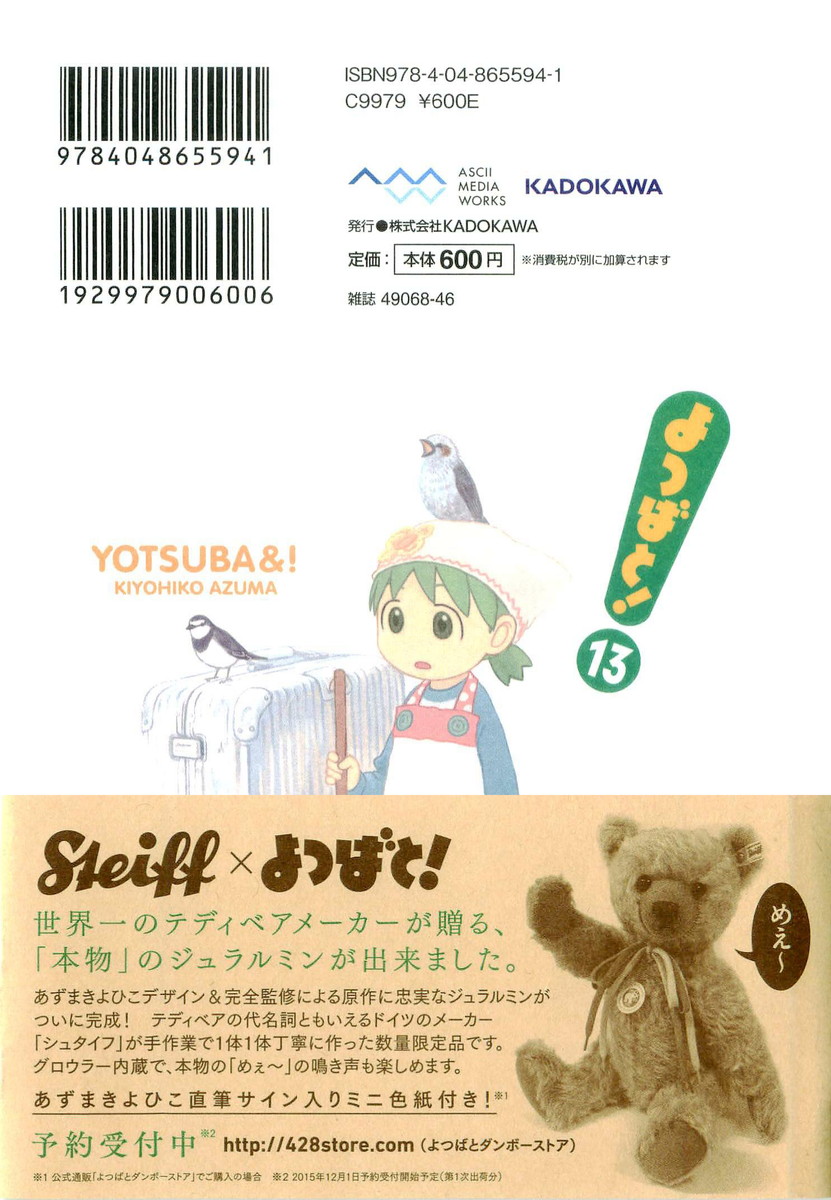 9784048655941
1929979006006
ISBN978-4-04-865594-1
C9979 ¥600E
ASCII
MEDIA
WORKS
KADOKAWA
発行●株式会社KADOKAWA
定価: 本体600円 ※消費税が別に加算されます
雑誌 49068-46
よつばと!
13
YOTSUBA&!
KIYOHIKO AZUMA
Steiff×よつばと!
世界一のテディベアメーカーが贈る、
「本物」のジュラルミンが出来ました。
あずまきよひこデザイン&完全監修による原作に忠実なジュラルミンが
ついに完成! テディベアの代名詞ともいえるドイツのメーカー
「シュタイフ」が手作業で1体1体丁寧に作った数量限定品です。
グロウラー内蔵で、本物の「めぇ〜」の鳴き声も楽しめます。
あずまきよひこ直筆サイン入りミニ色紙付き!※1
予約受付中※2 http://428store.com(よつばとダンボーストア)
※1 公式通販「よつばとダンボーストア」でご購入の場合 ※2 2015年12月1日予約受付開始予定(第1次出荷分)
めえ〜